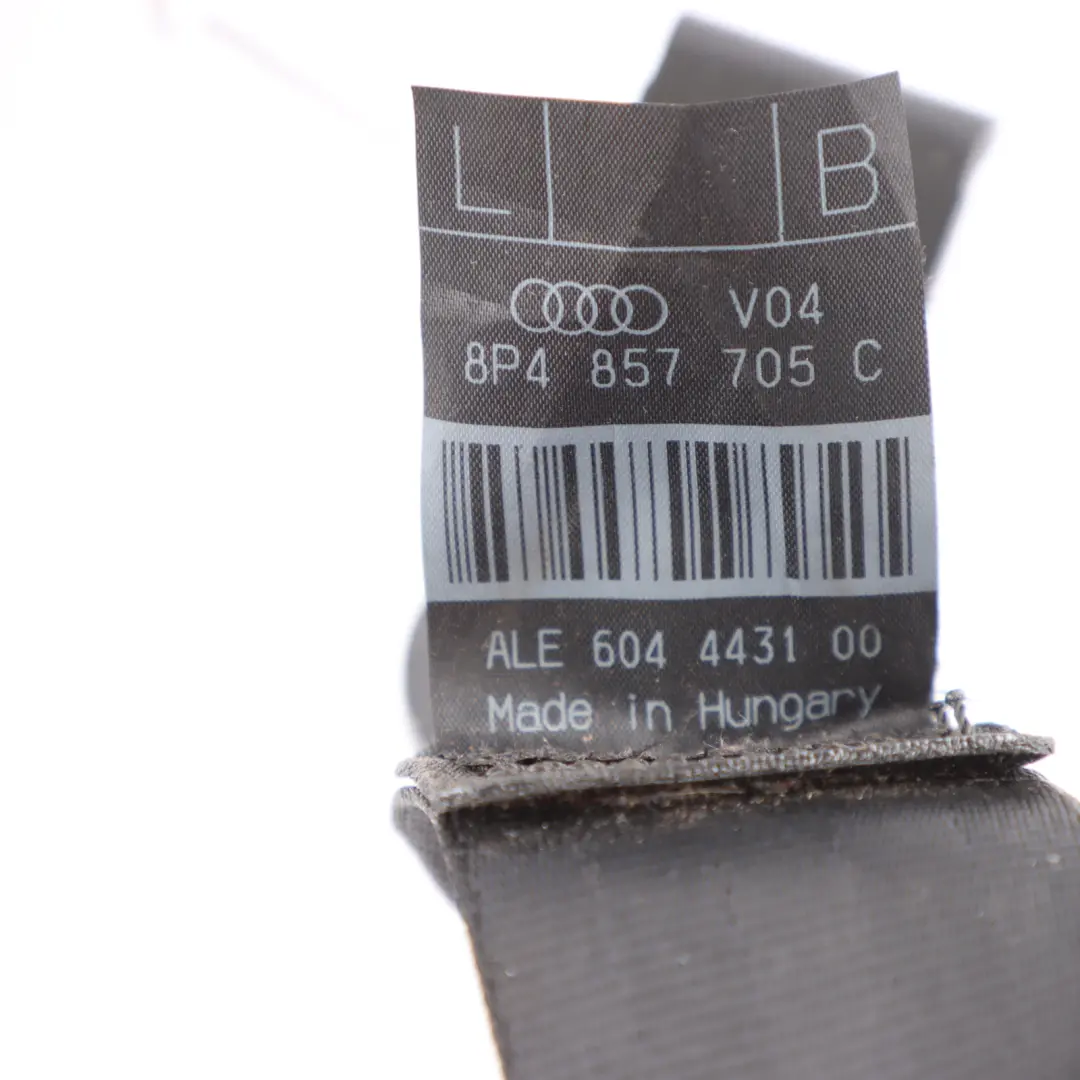 L B
V04
8P4 857 705 C
ALE 604 4431 00
Made in Hungary